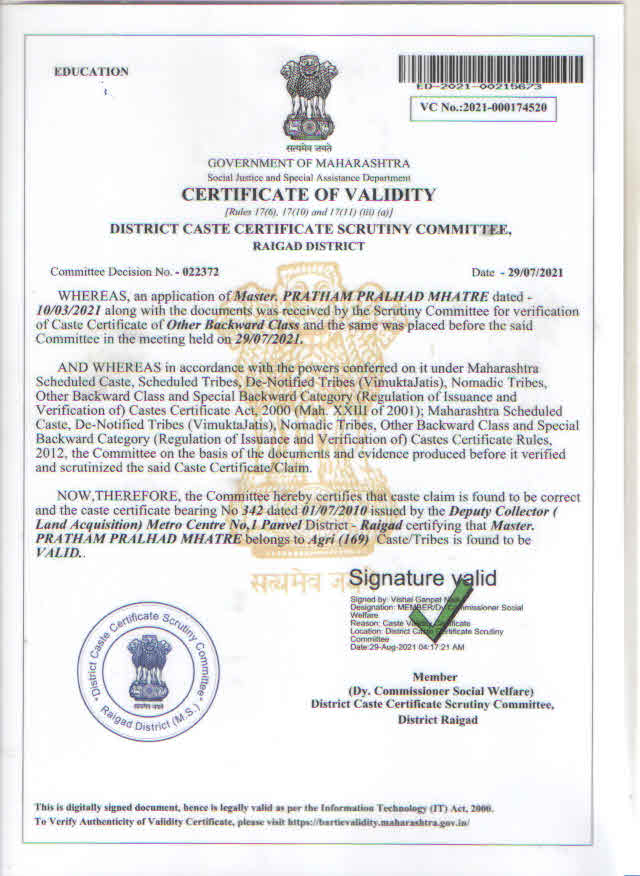 EDUCATION
ED-2021-00215673
VC No.:2021-000174520
सत्यमेव जयते
GOVERNMENT OF MAHARASHTRA
Social Justice and Special Assistance Department
CERTIFICATE OF VALIDITY
[Rules 17(6), 17(10) and 17(11) (iii) (a)]
DISTRICT CASTE CERTIFICATE SCRUTINY COMMITTEE,
RAIGAD DISTRICT
Committee Decision No. - 022372 Date - 29/07/2021
WHEREAS, an application of Master. PRATHAM PRALHAD MHATRE dated -
10/03/2021 along with the documents was received by the Scrutiny Committee for verification
of Caste Certificate of Other Backward Class and the same was placed before the said
Committee in the meeting held on 29/07/2021.
AND WHEREAS in accordance with the powers conferred on it under Maharashtra
Scheduled Caste, Scheduled Tribes, De-Notified Tribes (VimuktaJatis), Nomadic Tribes,
Other Backward Class and Special Backward Category (Regulation of Issuance and
Verification of) Castes Certificate Act, 2000 (Mah. XXIII of 2001); Maharashtra Scheduled
Caste, De-Notified Tribes (VimuktaJatis), Nomadic Tribes, Other Backward Class and Special
Backward Category (Regulation of Issuance and Verification of) Castes Certificate Rules,
2012, the Committee on the basis of the documents and evidence produced before it verified
and scrutinized the said Caste Certificate/Claim.
NOW,THEREFORE, the Committee hereby certifies that caste claim is found to be correct
and the caste certificate bearing No 342 dated 01/07/2010 issued by the Deputy Collector (
Land Acquisition) Metro Centre No,1 Panvel District - Raigad certifying that Master.
PRATHAM PRALHAD MHATRE belongs to Agri (169) Caste/Tribes is found to be
VALID..
सत्यमेव जयते
Signature valid
Signed by: Vishal Ganpat
Designation: MEMBER/Dy. Commissioner Social
Welfare
Reason: Caste Validity Certificate
Location: District Caste Certificate Scrutiny
Committee
Date:29-Aug-2021 04:17:21 AM
District Caste Certificate Scrutiny Committee
सत्यमेव जयते
Raigad District (M.S.)
Member
(Dy. Commissioner Social Welfare)
District Caste Certificate Scrutiny Committee,
District Raigad
This is digitally signed document, hence is legally valid as per the Information Technology (IT) Act, 2000.
To Verify Authenticity of Validity Certificate, please visit https://bartievalidity.maharashtra.gov.in/